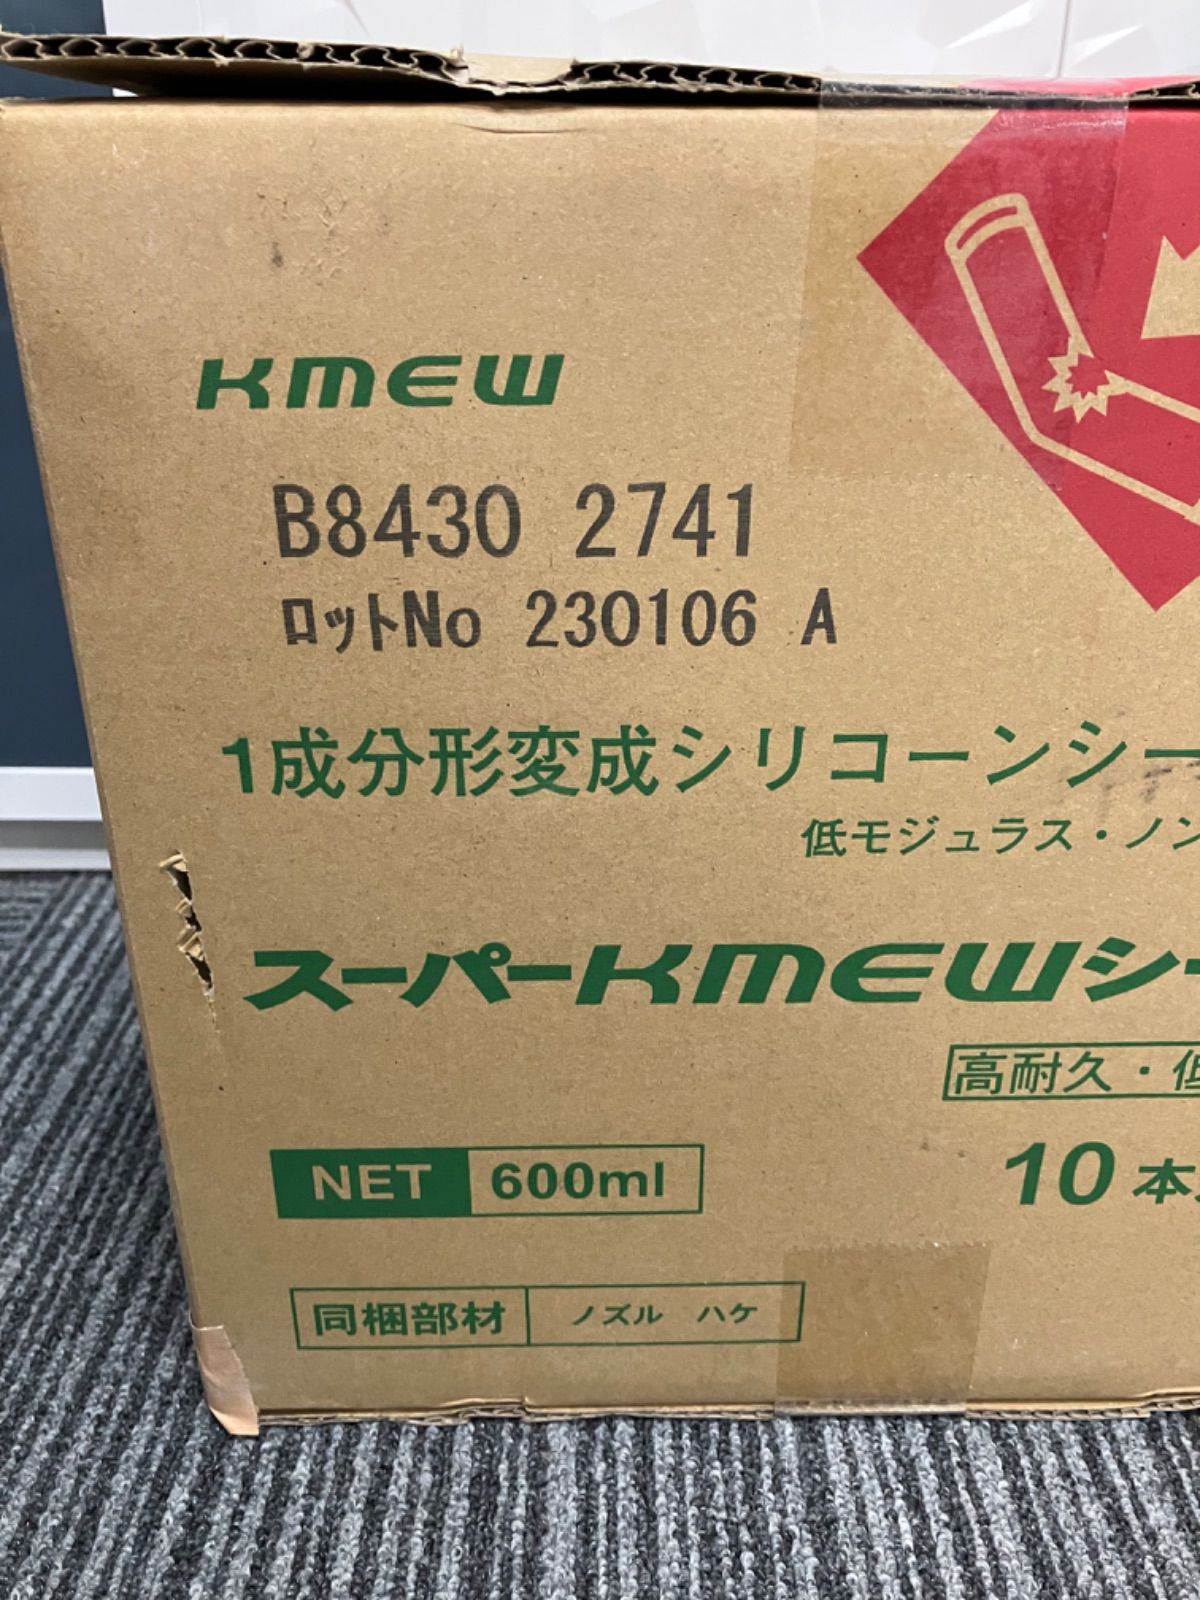 KMEW
B8430 2741
ロットNo 230106 A
1成分形変成シリコーンシー
低モジュラス・ノン
スーパーKMEWシー
高耐久・低
NET 600ml
10 本
同梱部材 ノズル ハケ